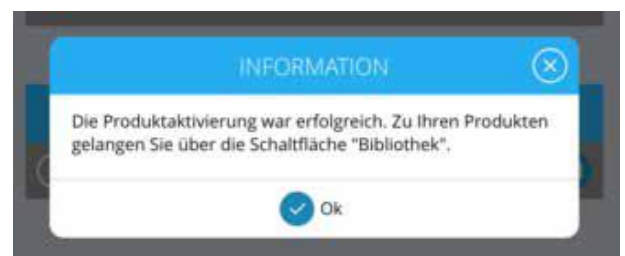 INFORMATION
Die Produktaktivierung war erfolgreich. Zu Ihren Produkten
gelangen Sie über die Schaltfläche "Bibliothek".
Ok